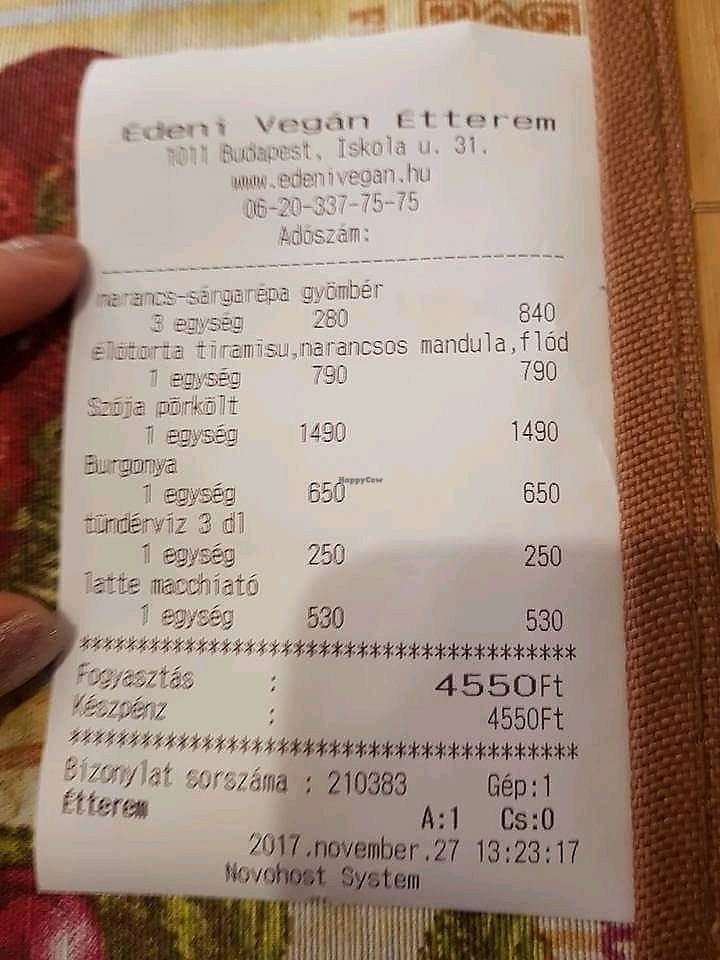 Édeni Vegán Étterem
1011 Budapest, Iskola u. 31.
www.edenivegan.hu
06-20-337-75-75
Adószám:
marancs-sárgarépa gyömbér
3 egység 280 840
élőtorta tiramisu,narancsos mandula,flód
1 egység 790 790
Szója pörkölt
1 egység 1490 1490
Burgonya
1 egység 650 650
tündérvíz 3 dl
1 egység 250 250
latte macchiató
1 egység 530 530
*****************************************
Fogyasztás : 4550Ft
Készpénz : 4550Ft
*****************************************
Bizonylat sorszáma : 210383 Gép:1
Étterem A:1 Cs:0
2017.november.27 13:23:17
Novohost System
HappyCow